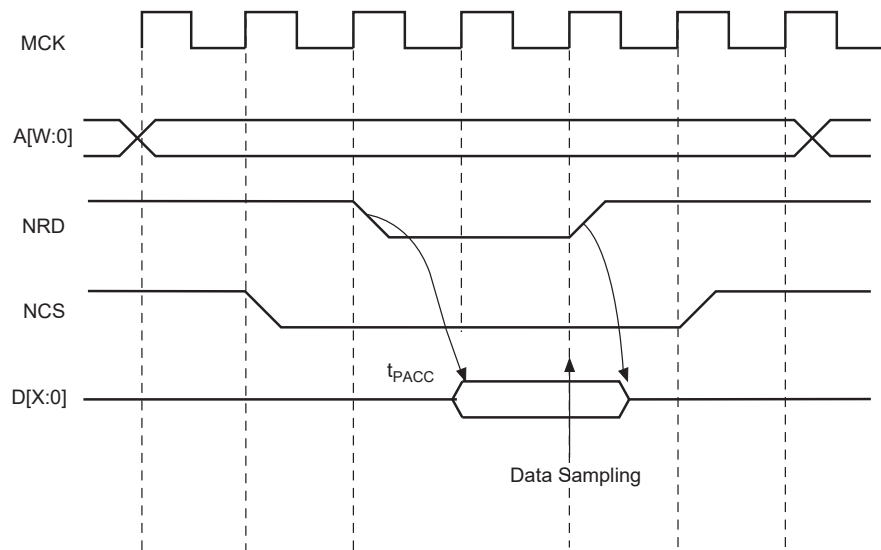 MCK
A[W:0]
NRD
NCS
tPACC
D[X:0]
Data Sampling